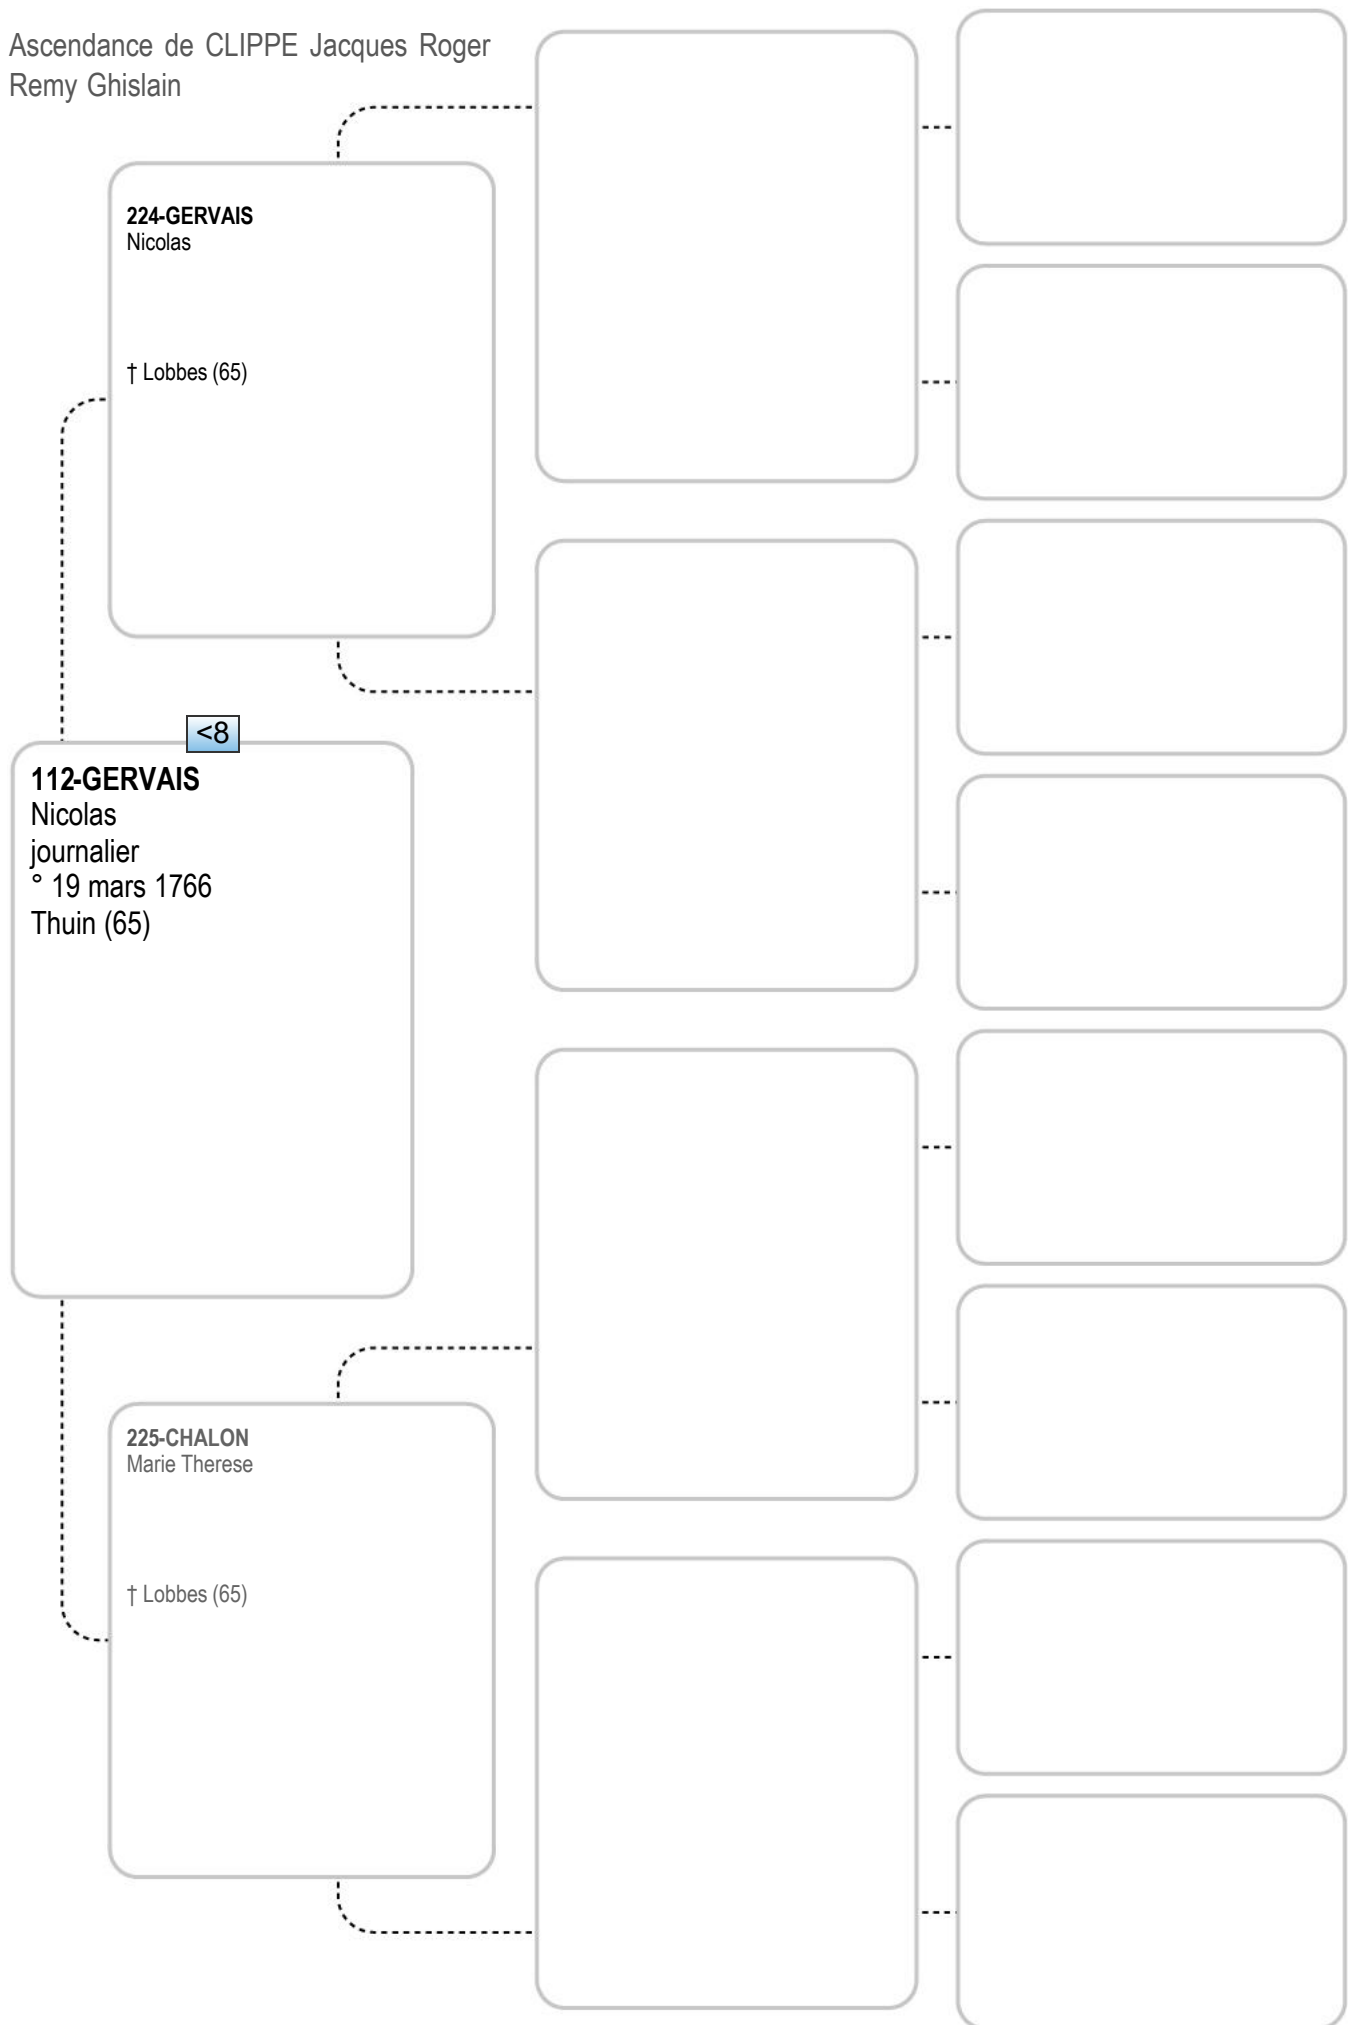 Ascendance de CLIPPE Jacques Roger
Remy Ghislain
224-GERVAIS
Nicolas
† Lobbes (65)
<8
112-GERVAIS
Nicolas
journalier
° 19 mars 1766
Thuin (65)
225-CHALON
Marie Therese
† Lobbes (65)